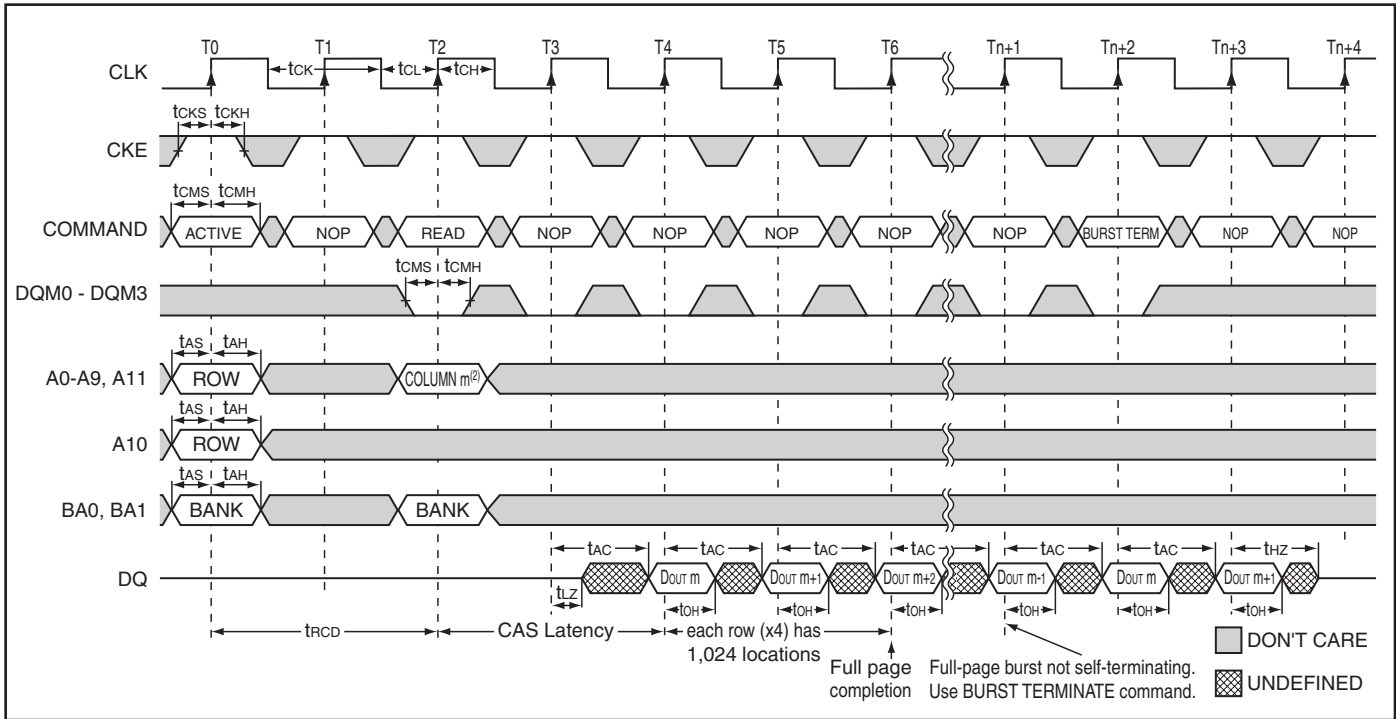 T0 T1 T2 T3 T4 T5 T6 Tn+1 Tn+2 Tn+3 Tn+4
CLK tCK tCL tCH
tCKS tCKH
CKE
tCMS tCMH
COMMAND ACTIVE NOP READ NOP NOP NOP NOP NOP BURST TERM NOP NOP
tCMS tCMH
DQM0 - DQM3
tAS tAH
A0-A9, A11 ROW COLUMN m(2)
tAS tAH
A10 ROW
tAS tAH
BA0, BA1 BANK BANK
tAC tAC tAC tAC tAC tAC tHZ
DQ DOUT m DOUT m+1 DOUT m+2 DOUT m-1 DOUT m DOUT m+1
tLZ tOH tOH tOH tOH tOH tOH
tRCD CAS Latency each row (x4) has
1,024 locations
Full page
completion
Full-page burst not self-terminating.
Use BURST TERMINATE command.
DON'T CARE
UNDEFINED